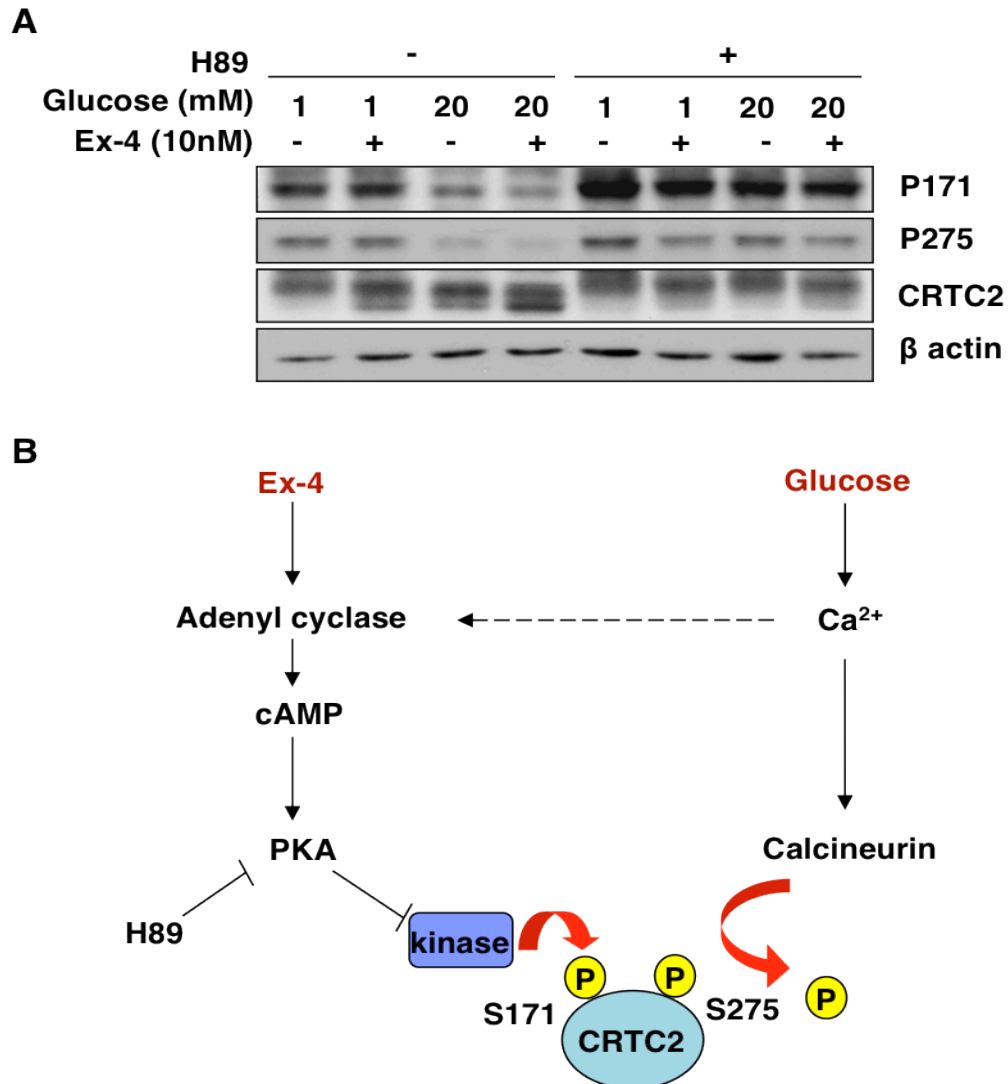 A
H89 - +
Glucose (mM) 1 1 20 20 1 1 20 20
Ex-4 (10nM) - + - + - + - +
P171
P275
CRTC2
β actin
B
Ex-4 Glucose
Adenyl cyclase Ca²⁺
cAMP
PKA Calcineurin
H89
kinase
P P
S171 S275 P
CRTC2